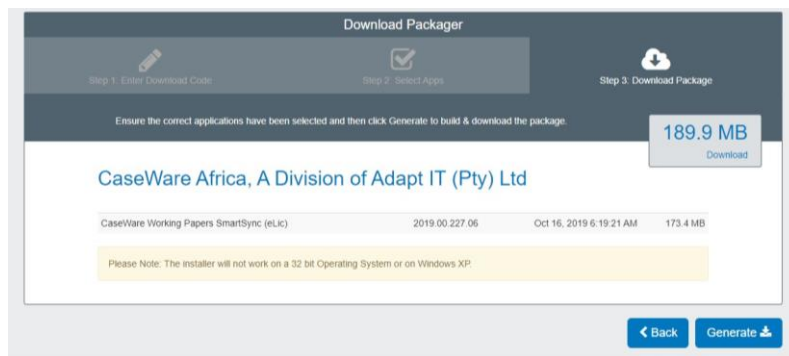 Download Packager
Step 1: Enter Download Code
Step 2: Select Apps
Step 3: Download Package
Ensure the correct applications have been selected and then click Generate to build & download the package.
189.9 MB
Download
CaseWare Africa, A Division of Adapt IT (Pty) Ltd
CaseWare Working Papers SmartSync (eLic) 2019.00.227.06 Oct 16, 2019 6:19:21 AM 173.4 MB
Please Note: The installer will not work on a 32 bit Operating System or on Windows XP.
Back
Generate